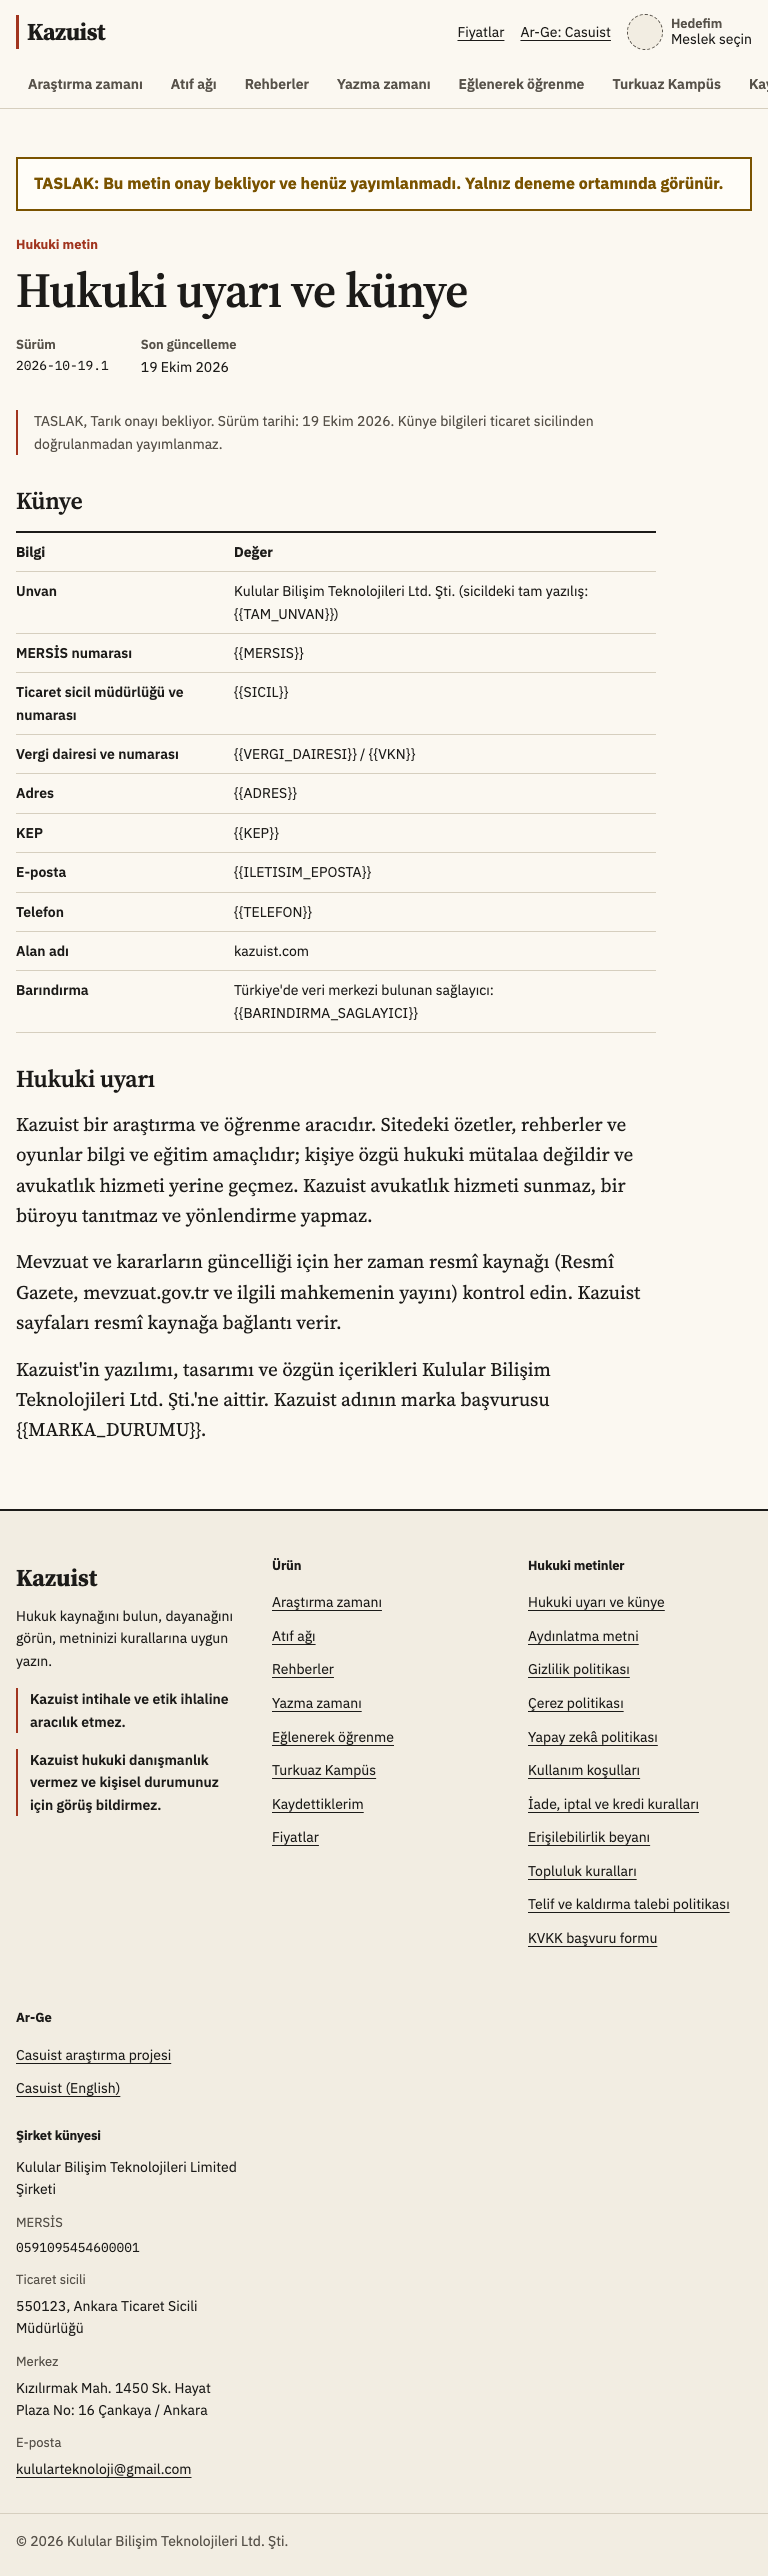 Kazuist
Fiyatlar
Ar-Ge: Casuist
Hedefim
Meslek seçin
Araştırma zamanı
Atıf ağı
Rehberler
Yazma zamanı
Eğlenerek öğrenme
Turkuaz Kampüs
TASLAK: Bu metin onay bekliyor ve henüz yayımlanmadı. Yalnız deneme ortamında görünür.
Hukuki metin
Hukuki uyarı ve künye
Sürüm
2026-10-19.1
Son güncelleme
19 Ekim 2026
TASLAK, Tarık onayı bekliyor. Sürüm tarihi: 19 Ekim 2026. Künye bilgileri ticaret sicilinden
doğrulanmadan yayımlanmaz.
Künye
Bilgi
Değer
Unvan
Kulular Bilişim Teknolojileri Ltd. Şti. (sicildeki tam yazılış:
{{TAM_UNVAN}})
MERSİS numarası
{{MERSIS}}
Ticaret sicil müdürlüğü ve
numarası
{{SICIL}}
Vergi dairesi ve numarası
{{VERGI_DAIRESI}} / {{VKN}}
Adres
{{ADRES}}
KEP
{{KEP}}
E-posta
{{ILETISIM_EPOSTA}}
Telefon
{{TELEFON}}
Alan adı
kazuist.com
Barındırma
Türkiye'de veri merkezi bulunan sağlayıcı:
{{BARINDIRMA_SAGLAYICI}}
Hukuki uyarı
Kazuist bir araştırma ve öğrenme aracıdır. Sitedeki özetler, rehberler ve
oyunlar bilgi ve eğitim amaçlıdır; kişiye özgü hukuki mütalaa değildir ve
avukatlık hizmeti yerine geçmez. Kazuist avukatlık hizmeti sunmaz, bir
büroyu tanıtmaz ve yönlendirme yapmaz.
Mevzuat ve kararların güncelliği için her zaman resmî kaynağı (Resmî
Gazete, mevzuat.gov.tr ve ilgili mahkemenin yayını) kontrol edin. Kazuist
sayfaları resmî kaynağa bağlantı verir.
Kazuist'in yazılımı, tasarımı ve özgün içerikleri Kulular Bilişim
Teknolojileri Ltd. Şti.'ne aittir. Kazuist adının marka başvurusu
{{MARKA_DURUMU}}.
Kazuist
Hukuk kaynağını bulun, dayanağını
görün, metninizi kurallarına uygun
yazın.
Kazuist intihale ve etik ihlaline
aracılık etmez.
Kazuist hukuki danışmanlık
vermez ve kişisel durumunuz
için görüş bildirmez.
Ürün
Araştırma zamanı
Atıf ağı
Rehberler
Yazma zamanı
Eğlenerek öğrenme
Turkuaz Kampüs
Kaydettiklerim
Fiyatlar
Hukuki metinler
Hukuki uyarı ve künye
Aydınlatma metni
Gizlilik politikası
Çerez politikası
Yapay zekâ politikası
Kullanım koşulları
İade, iptal ve kredi kuralları
Erişilebilirlik beyanı
Topluluk kuralları
Telif ve kaldırma talebi politikası
KVKK başvuru formu
Ar-Ge
Casuist araştırma projesi
Casuist (English)
Şirket künyesi
Kulular Bilişim Teknolojileri Limited
Şirketi
MERSİS
0591095454600001
Ticaret sicili
550123, Ankara Ticaret Sicili
Müdürlüğü
Merkez
Kızılırmak Mah. 1450 Sk. Hayat
Plaza No: 16 Çankaya / Ankara
E-posta
kulularteknoloji@gmail.com
© 2026 Kulular Bilişim Teknolojileri Ltd. Şti.